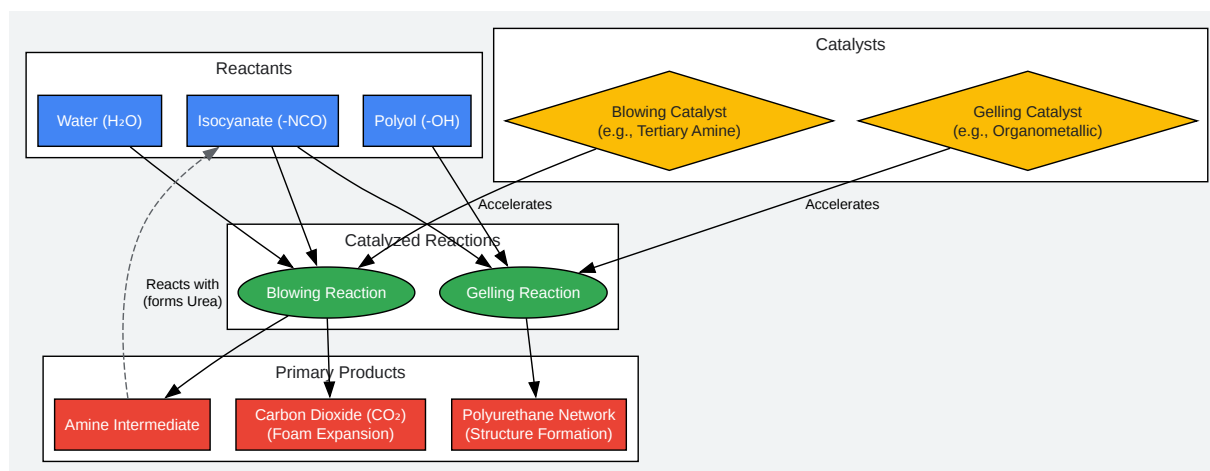 Reactants
Catalysts
Water (H₂O)
Isocyanate (-NCO)
Polyol (-OH)
Blowing Catalyst
(e.g., Tertiary Amine)
Gelling Catalyst
(e.g., Organometallic)
Accelerates
Accelerates
Catalyzed Reactions
Reacts with
(forms Urea)
Blowing Reaction
Gelling Reaction
Primary Products
Amine Intermediate
Carbon Dioxide (CO₂)
(Foam Expansion)
Polyurethane Network
(Structure Formation)